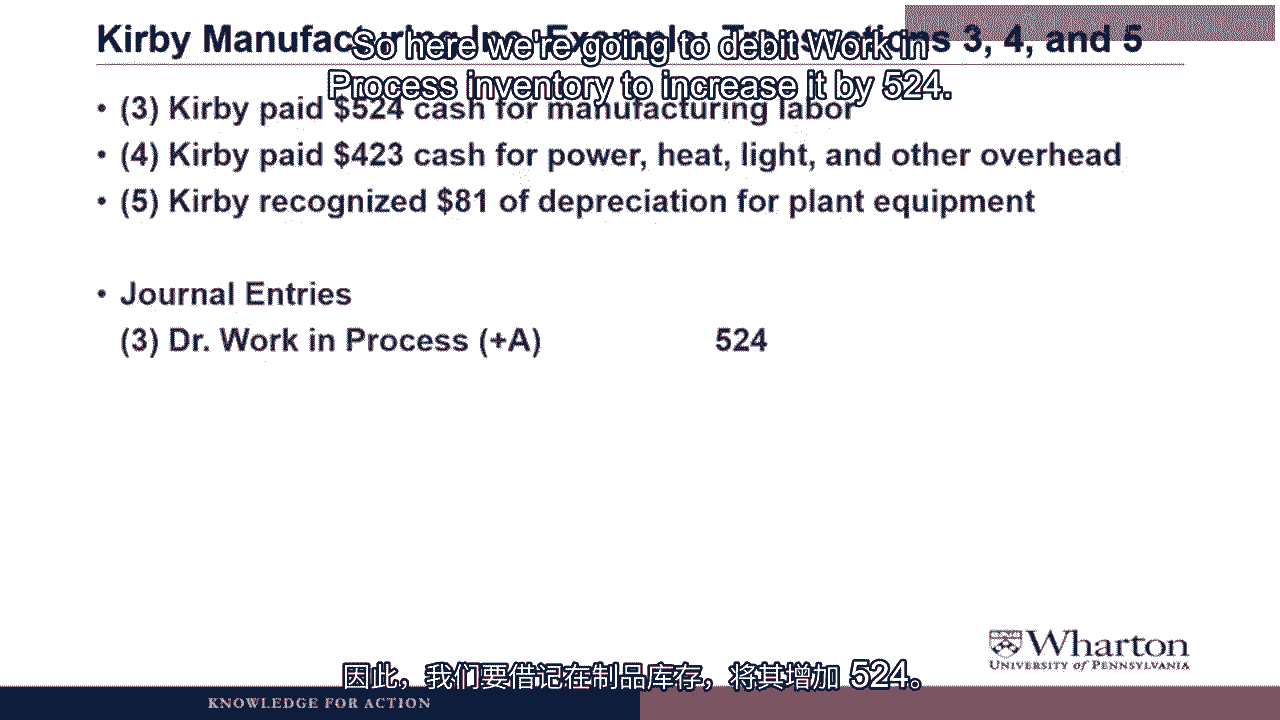 Kirby Manufacturing Inc. Example: Transactions 3, 4, and 5
So here we're going to debit Work in
Process inventory to increase it by 524.
• (3) Kirby paid $524 cash for manufacturing labor
• (4) Kirby paid $423 cash for power, heat, light, and other overhead
• (5) Kirby recognized $81 of depreciation for plant equipment
• Journal Entries
(3) Dr. Work in Process (+A) 524
Wharton
UNIVERSITY of PENNSYLVANIA
因此，我们要借记在制品库存，将其增加 524。
KNOWLEDGE FOR ACTION